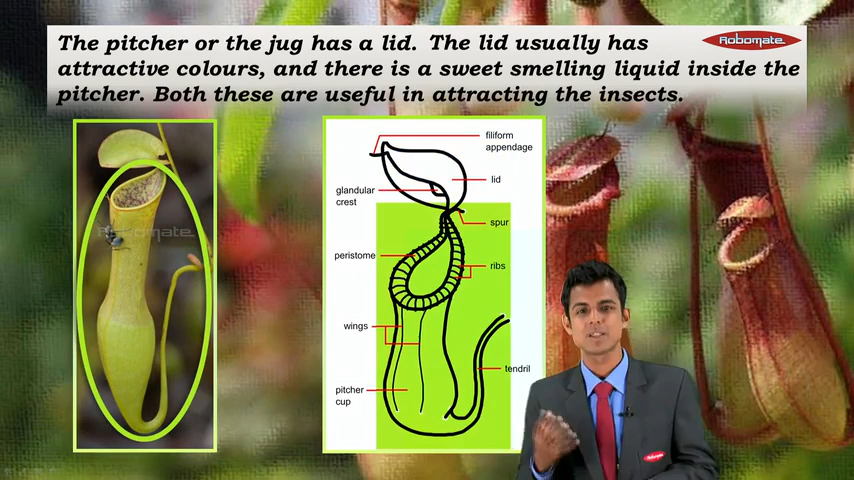 The pitcher or the jug has a lid. The lid usually has
attractive colours, and there is a sweet smelling liquid inside the
pitcher. Both these are useful in attracting the insects.
Robomate
Robomate
filiform
appendage
lid
glandular
crest
spur
peristome
ribs
wings
tendril
pitcher
cup